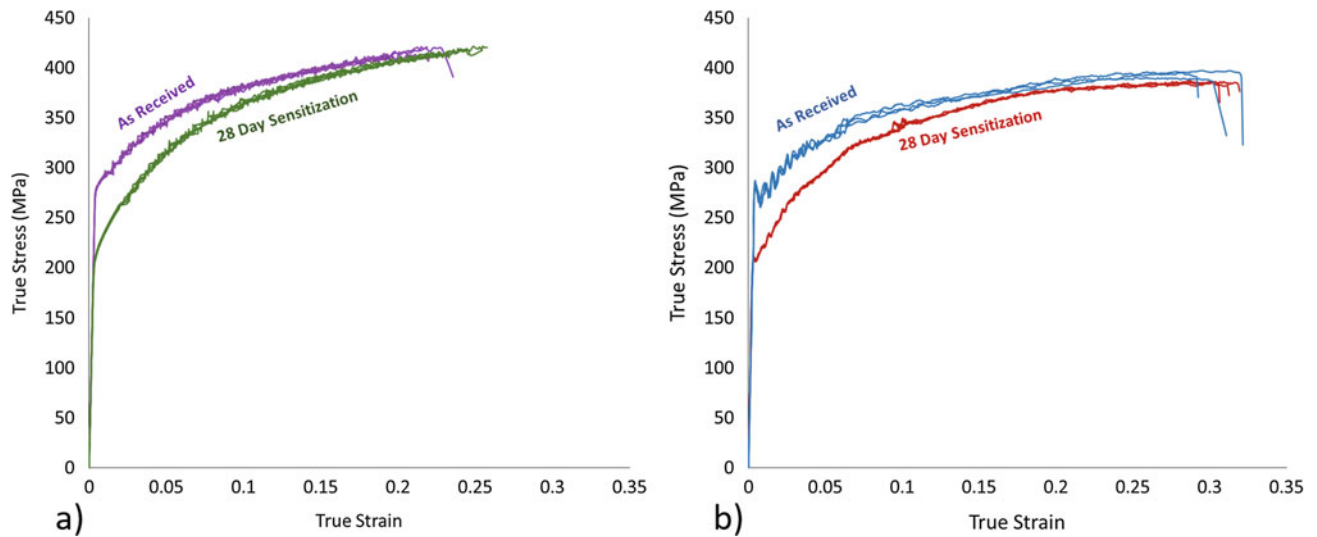 450
400
350
300
250
200
150
100
50
0
True Stress (MPa)
As Received
28 Day Sensitization
0 0.05 0.1 0.15 0.2 0.25 0.3 0.35
True Strain
a)
450
400
350
300
250
200
150
100
50
0
True Stress (MPa)
As Received
28 Day Sensitization
0 0.05 0.1 0.15 0.2 0.25 0.3 0.35
True Strain
b)